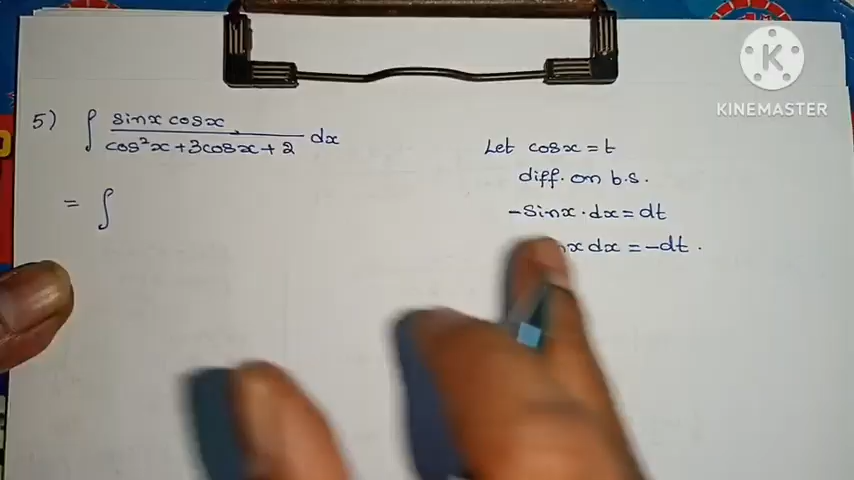 5) ∫ sinx cosx / cos²x + 3cosx + 2 dx
= ∫
Let cosx = t
diff. on b.s.
-sinx. dx = dt
x dx = -dt.
K
KINEMASTER